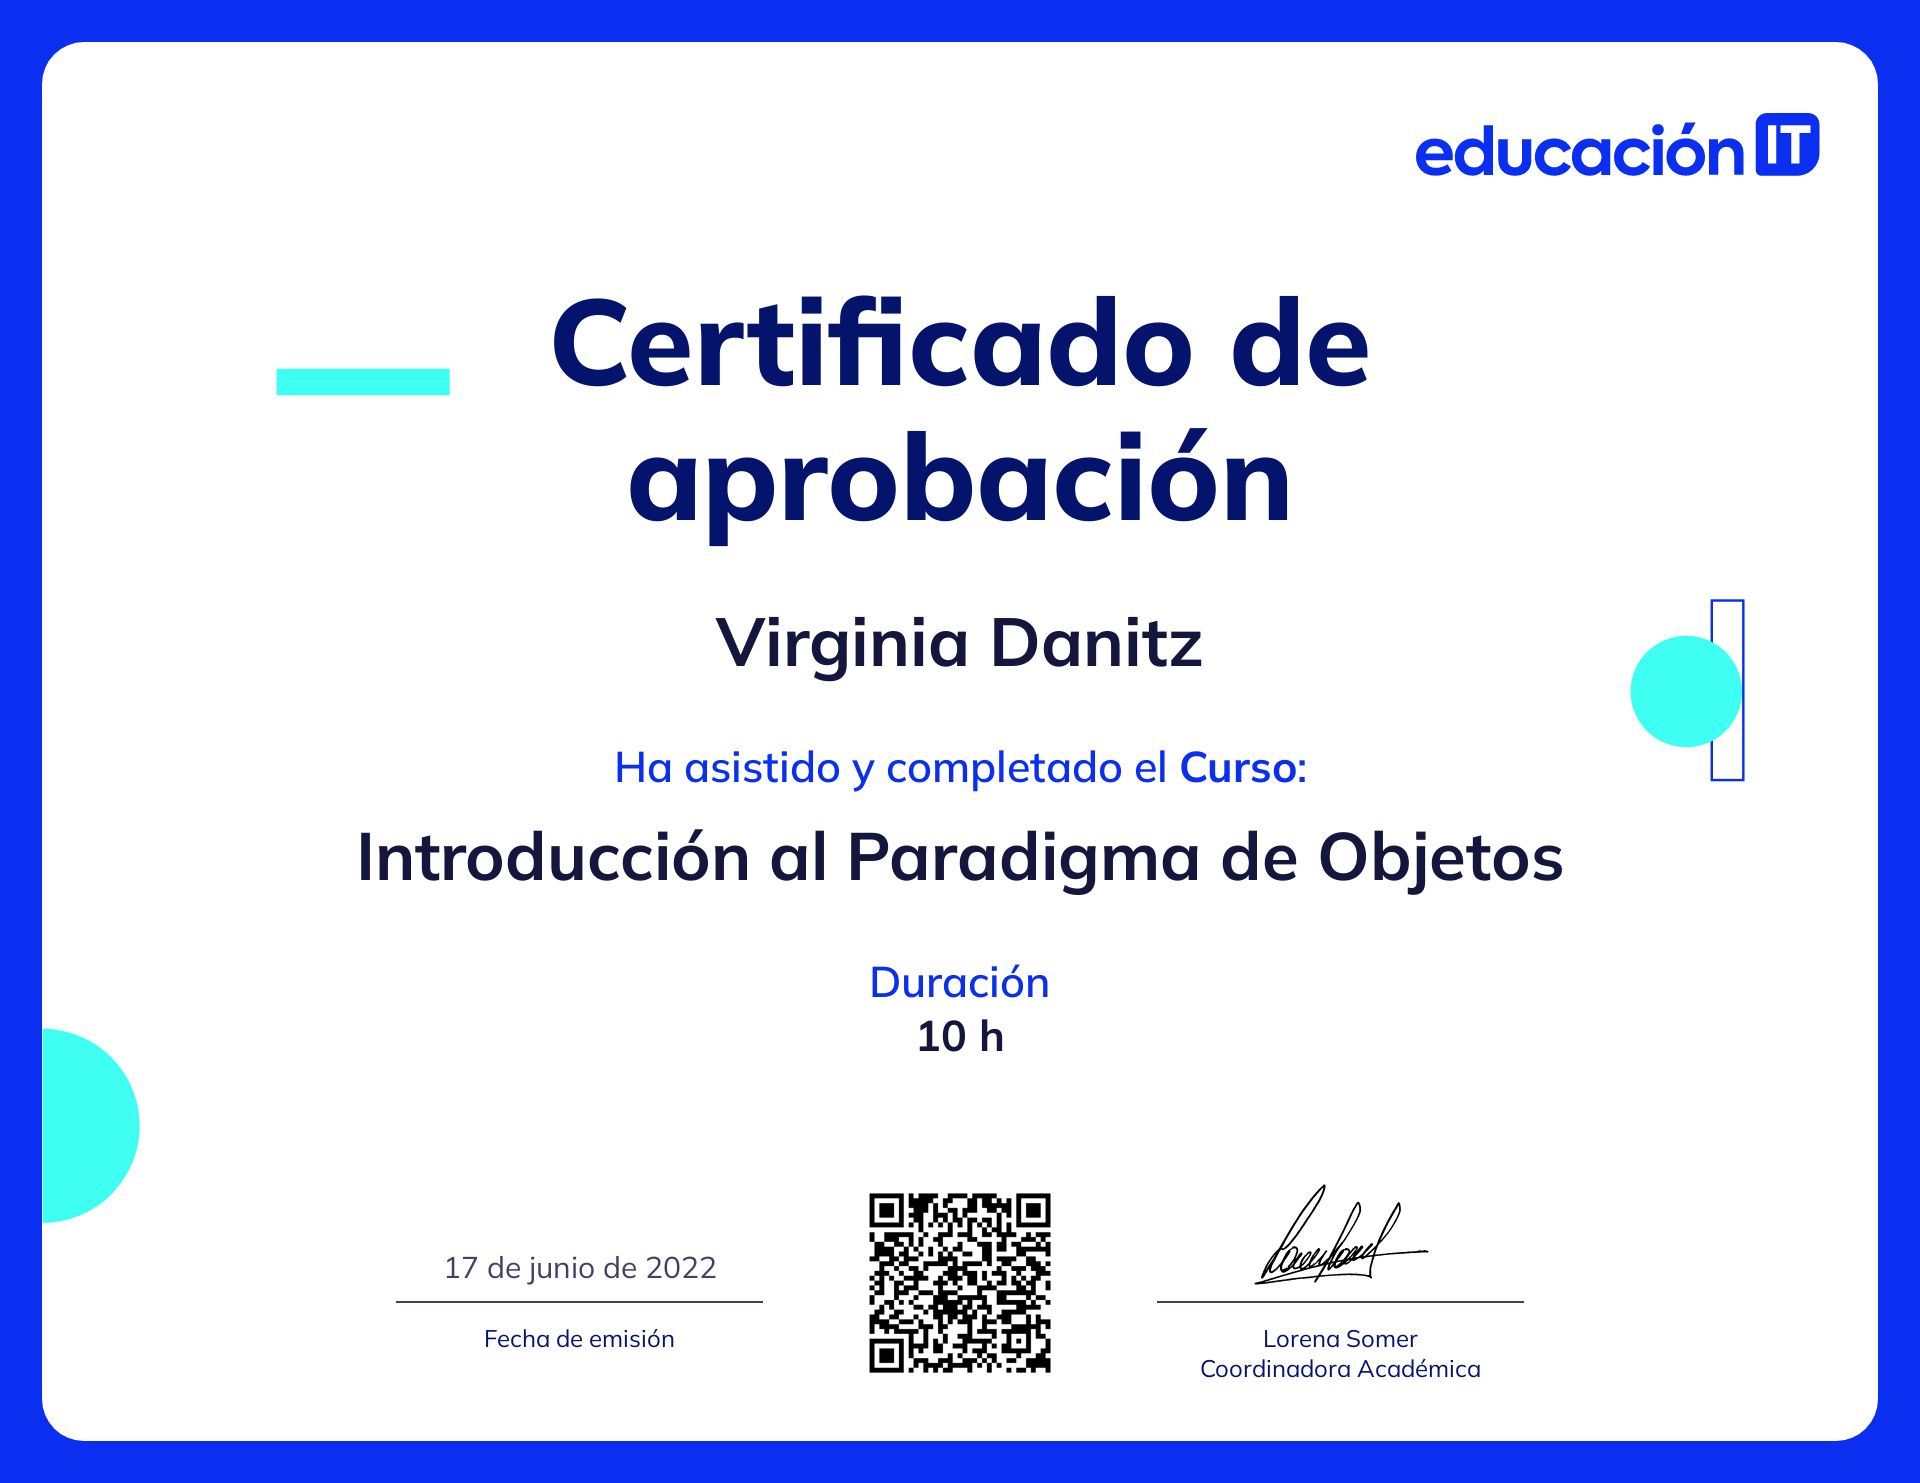 educación IT
Certificado de
aprobación
Virginia Danitz
Ha asistido y completado el Curso:
Introducción al Paradigma de Objetos
Duración
10 h
17 de junio de 2022
Fecha de emisión
Lorena Somer
Coordinadora Académica